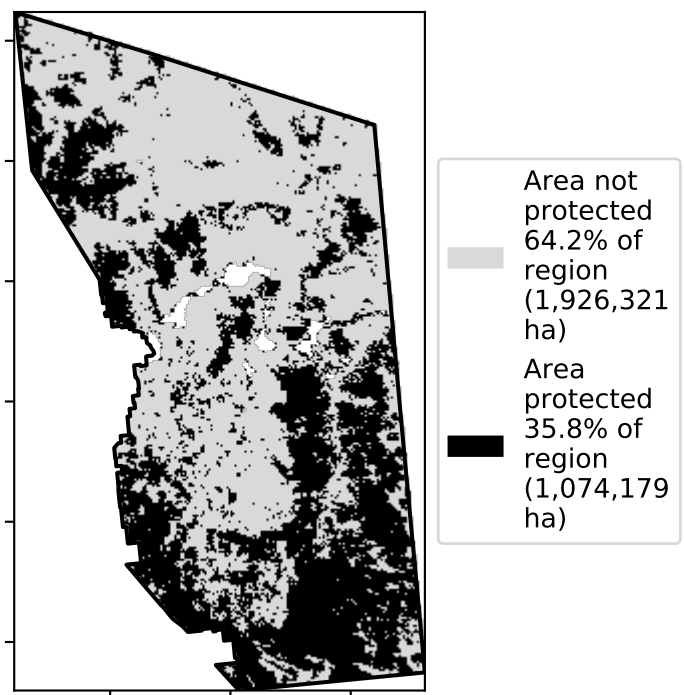 Area not
protected
64.2% of
region
(1,926,321
ha)
Area
protected
35.8% of
region
(1,074,179
ha)